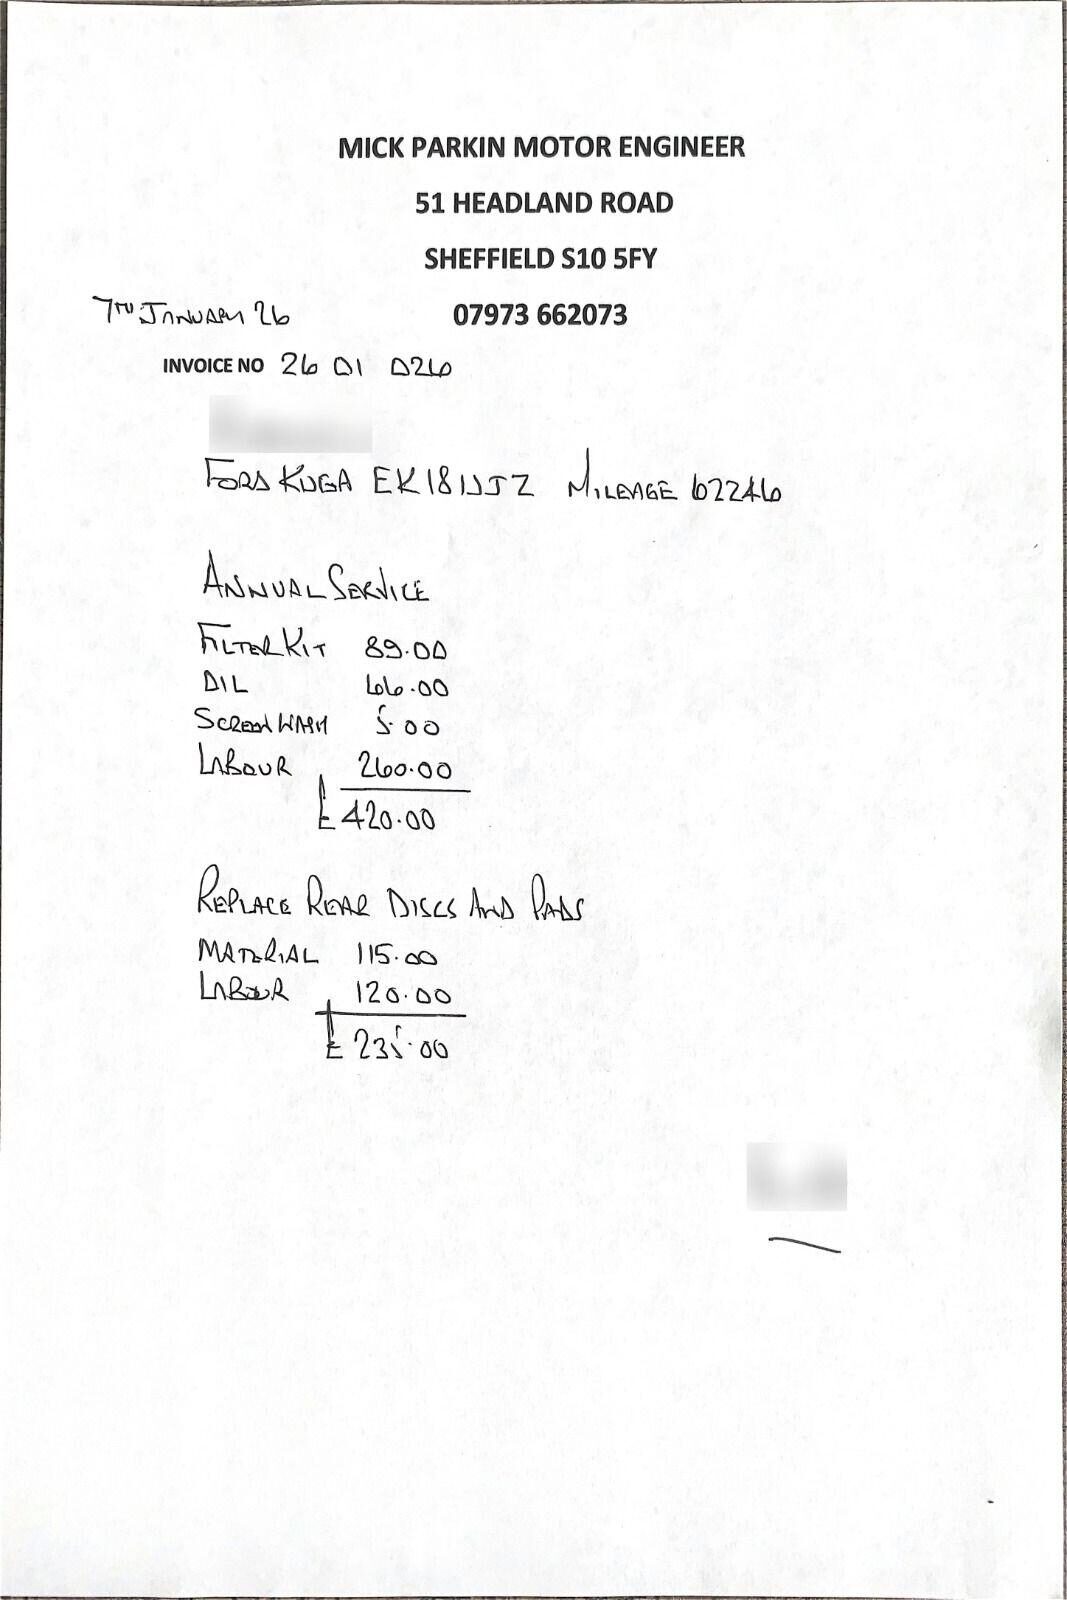 MICK PARKIN MOTOR ENGINEER
51 HEADLAND ROAD
SHEFFIELD S10 5FY
7TH JANUARY 26 07973 662073
INVOICE NO 26 01 026
FORD KUGA EK18 Mileage 62246
ANNUAL SERVICE
FILTER KIT 89.00
OIL 66.00
SCREEN WASH 5.00
LABOUR 260.00
£420.00
REPLACE REAR DISCS AND PADS
MATERIAL 115.00
LABOUR 120.00
£235.00